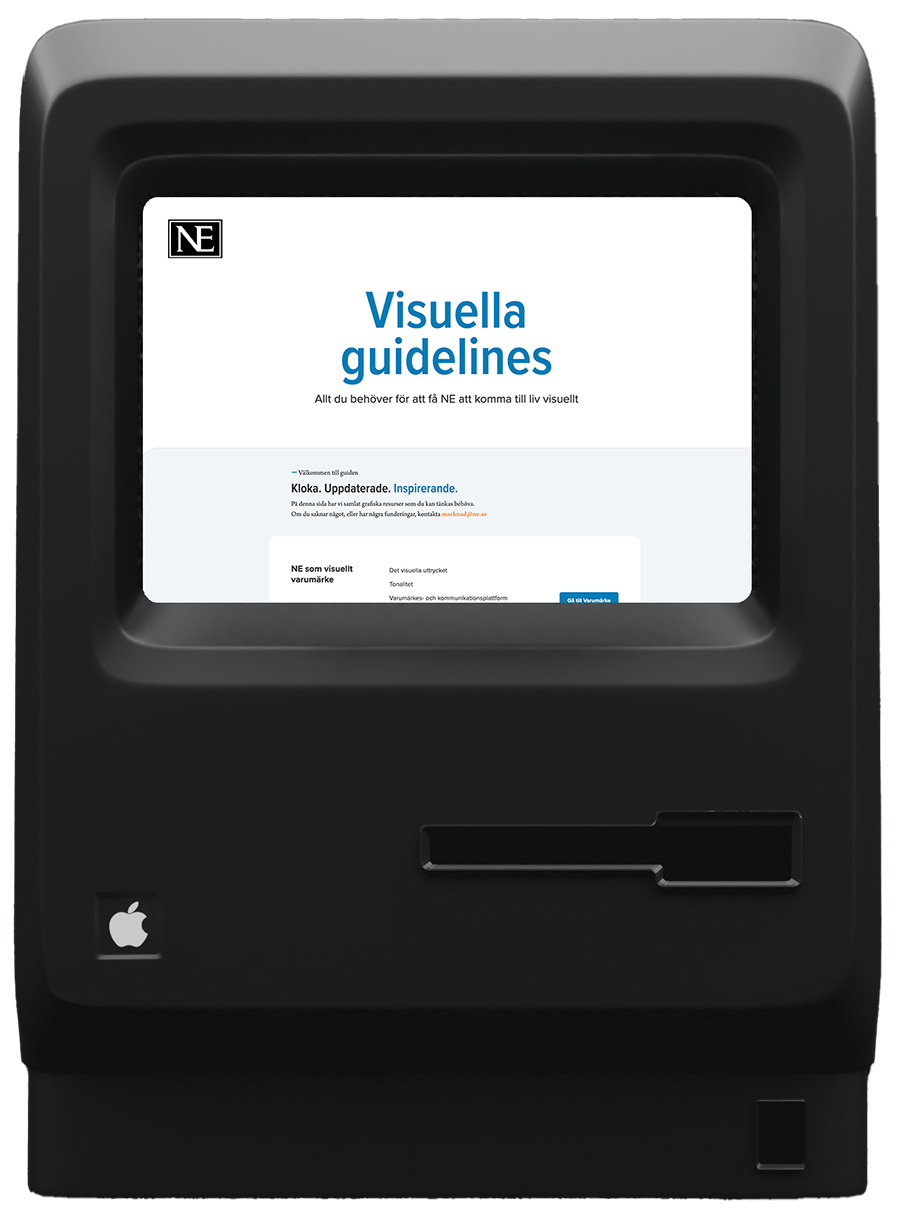 NE
Visuella
guidelines
Allt du behöver för att få NE att komma till liv visuellt
— Välkommen till guiden
Kloka. Uppdaterade. Inspirerande.
På denna sida har vi samlat grafiska resurser som du kan tänkas behöva.
Om du saknar något, eller har några funderingar, kontakta marknad@ne.se
NE som visuellt
varumärke
Det visuella uttrycket
Tonalitet
Varumärkes- och kommunikationsplattform
Gå till Varumärke